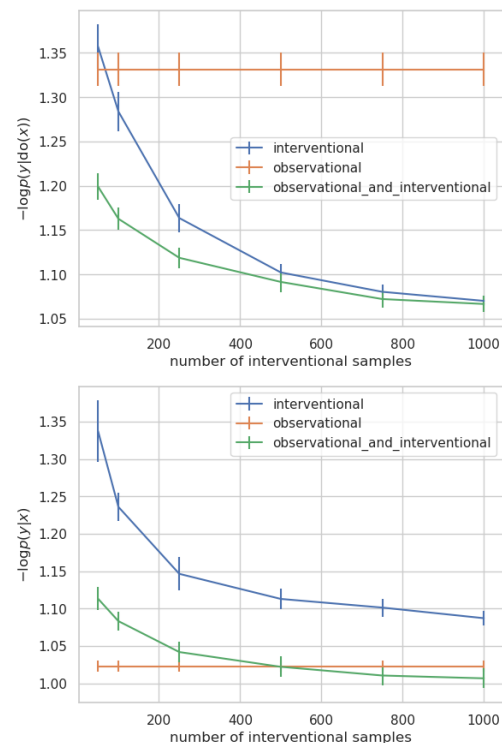 1.35
1.30
1.25
1.20
1.15
1.10
1.05
−logp(y|do(x))
interventional
observational
observational_and_interventional
200 400 600 800 1000
number of interventional samples
1.35
1.30
1.25
1.20
1.15
1.10
1.05
1.00
−logp(y|x)
interventional
observational
observational_and_interventional
200 400 600 800 1000
number of interventional samples